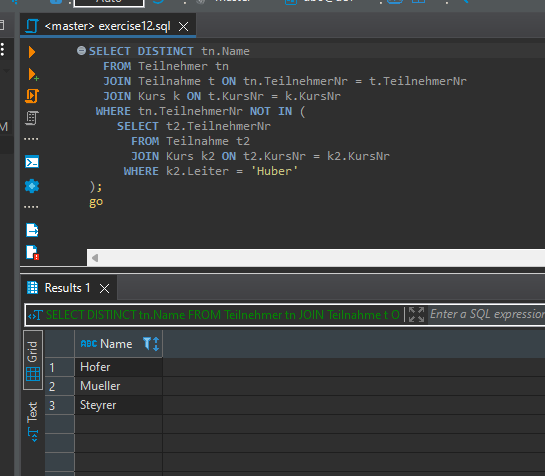 Auto
<master> exercise12.sql
SELECT DISTINCT tn.Name
FROM Teilnehmer tn
JOIN Teilnahme t ON tn.TeilnehmerNr = t.TeilnehmerNr
JOIN Kurs k ON t.KursNr = k.KursNr
WHERE tn.TeilnehmerNr NOT IN (
SELECT t2.TeilnehmerNr
FROM Teilnahme t2
JOIN Kurs k2 ON t2.KursNr = k2.KursNr
WHERE k2.Leiter = 'Huber'
);
go
M
Results 1
SELECT DISTINCT tn.Name FROM Teilnehmer tn JOIN Teilnahme t O
Enter a SQL expression
Grid
Text
ABC Name
1 Hofer
2 Mueller
3 Steyrer